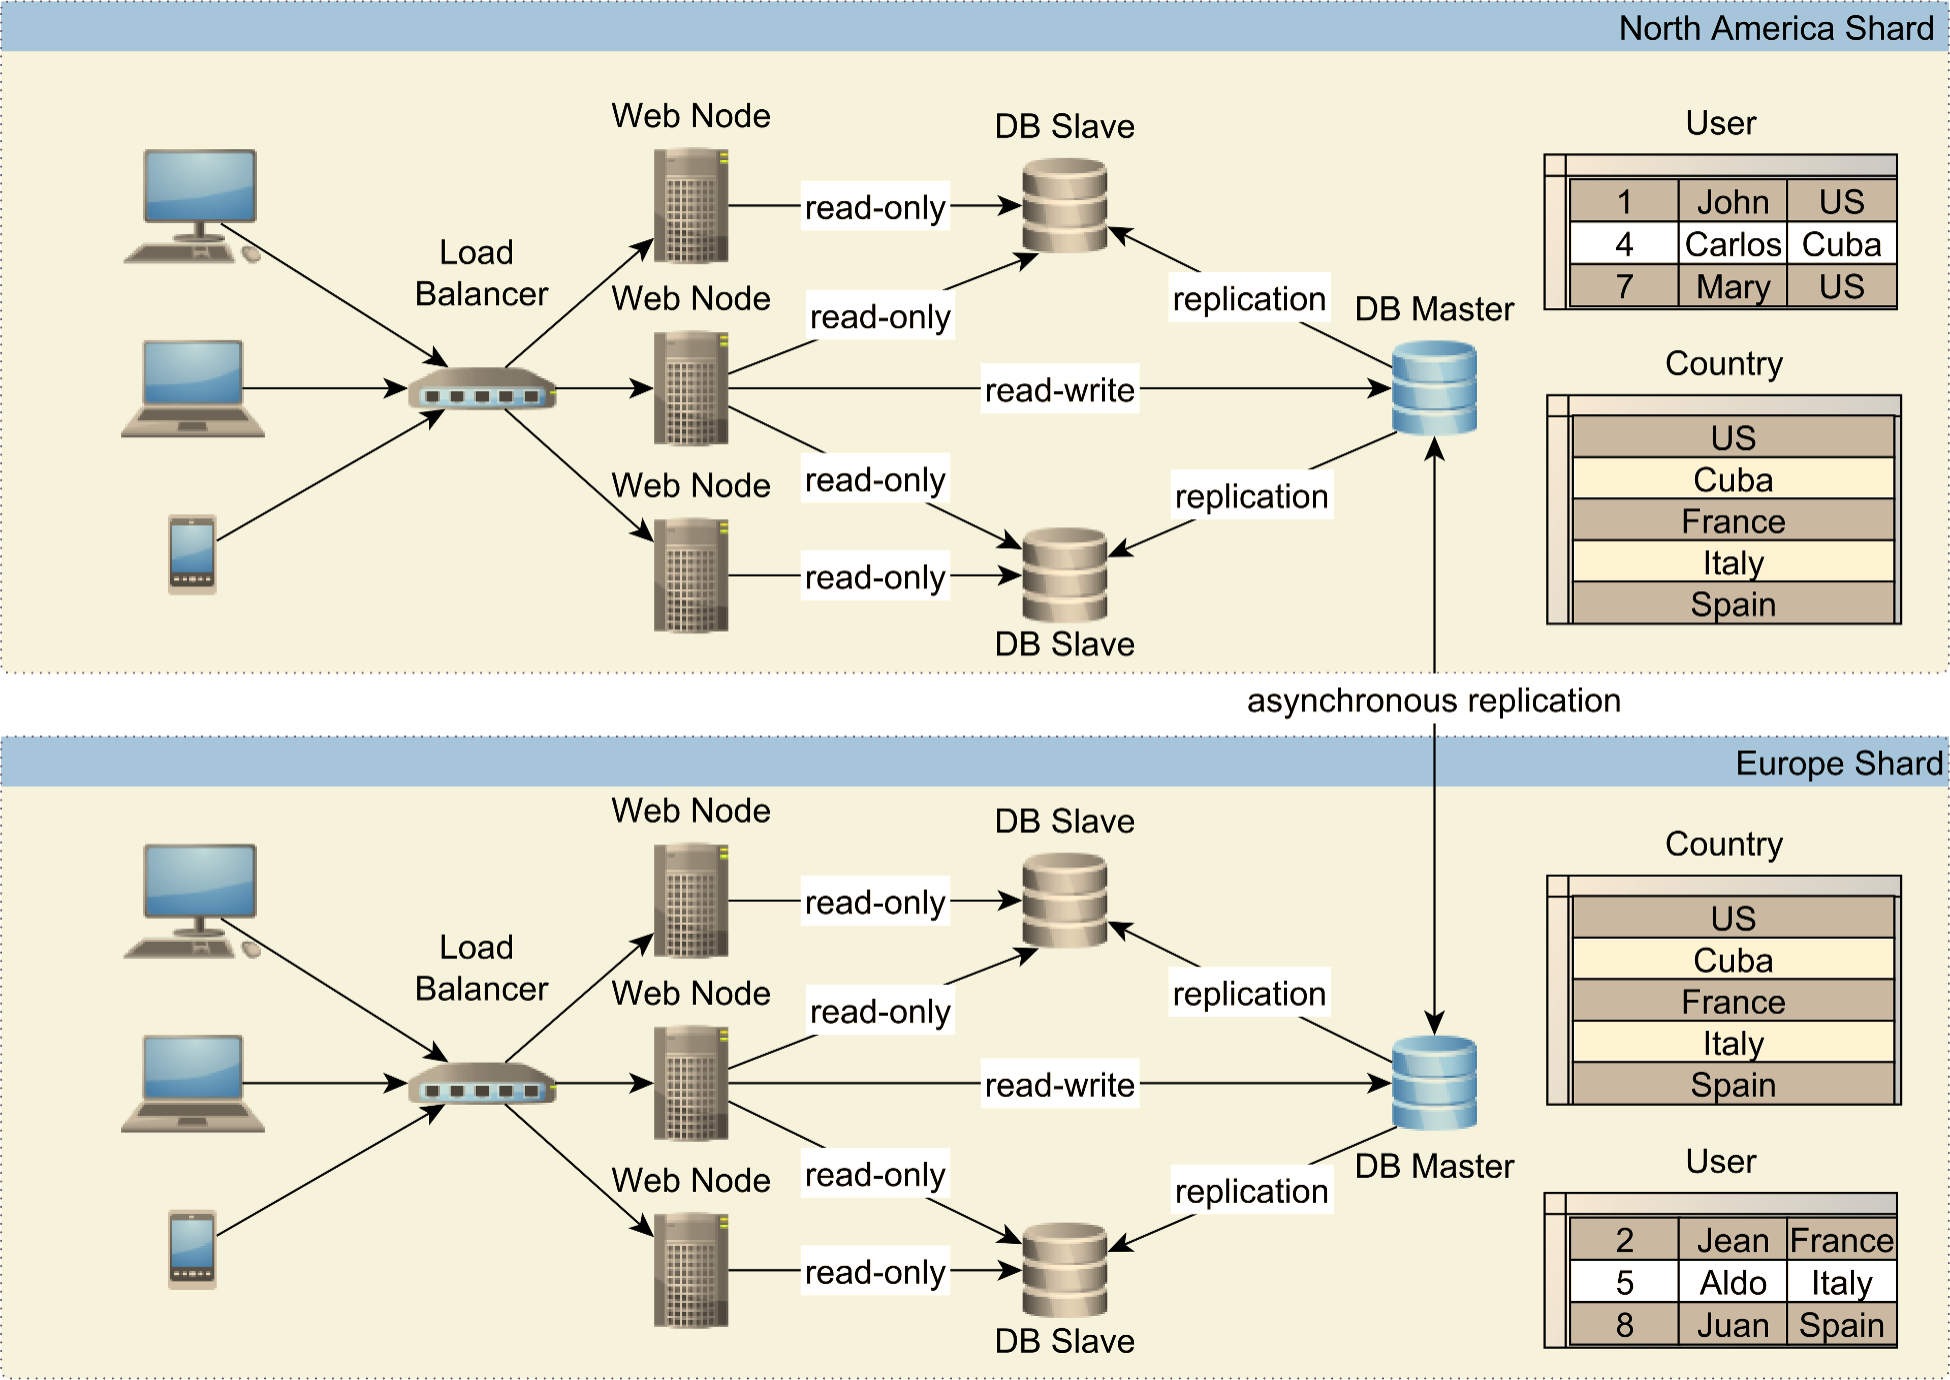 North America Shard
Web Node
DB Slave
User
read-only
1 John US
4 Carlos Cuba
7 Mary US
Load
Balancer
Web Node
read-only
replication
DB Master
Country
read-write
US
Cuba
France
Italy
Spain
read-only
Web Node
replication
read-only
DB Slave
asynchronous replication
Europe Shard
Web Node
DB Slave
Country
read-only
US
Cuba
France
Italy
Spain
Load
Balancer
Web Node
read-only
replication
read-write
DB Master
User
read-only
Web Node
replication
2 Jean France
5 Aldo Italy
8 Juan Spain
read-only
DB Slave